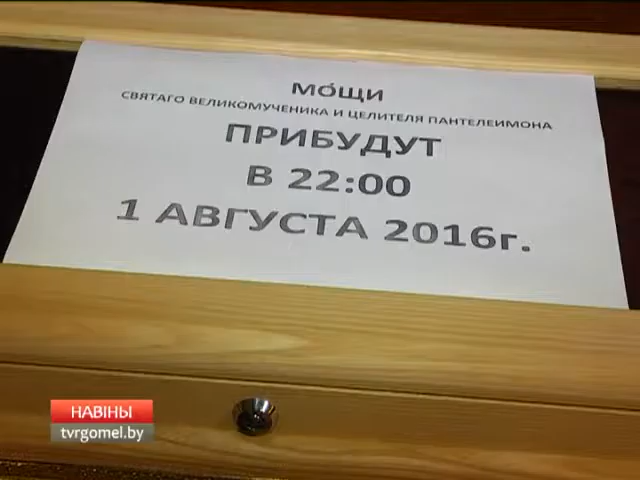 МО́ЩИ
СВЯТАГО ВЕЛИКОМУЧЕНИКА И ЦЕЛИТЕЛЯ ПАНТЕЛЕИМОНА
ПРИБУДУТ
В 22:00
1 АВГУСТА 2016г.
НАВІНЫ
tvrgomel.by